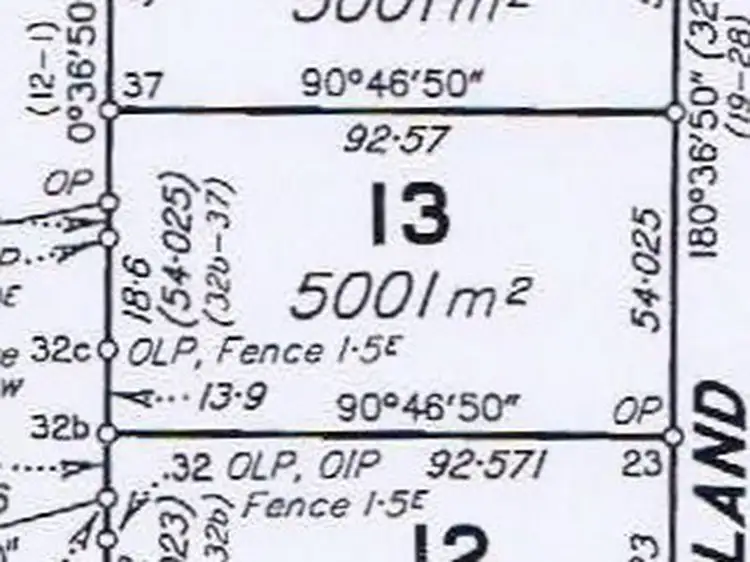 5001m²
37
90°46'50"
92·57
(12-1)
0°36'50"
OP
13
5001m²
18·6
(54·025)
(32b-37)
54·025
180°36'50"
(19-28)
32c
OLP, Fence 1·5E
13·9
90°46'50"
OP
32b
.32 OLP, OIP
92·571
23
Fence 1·5E
32b)
12
LAND